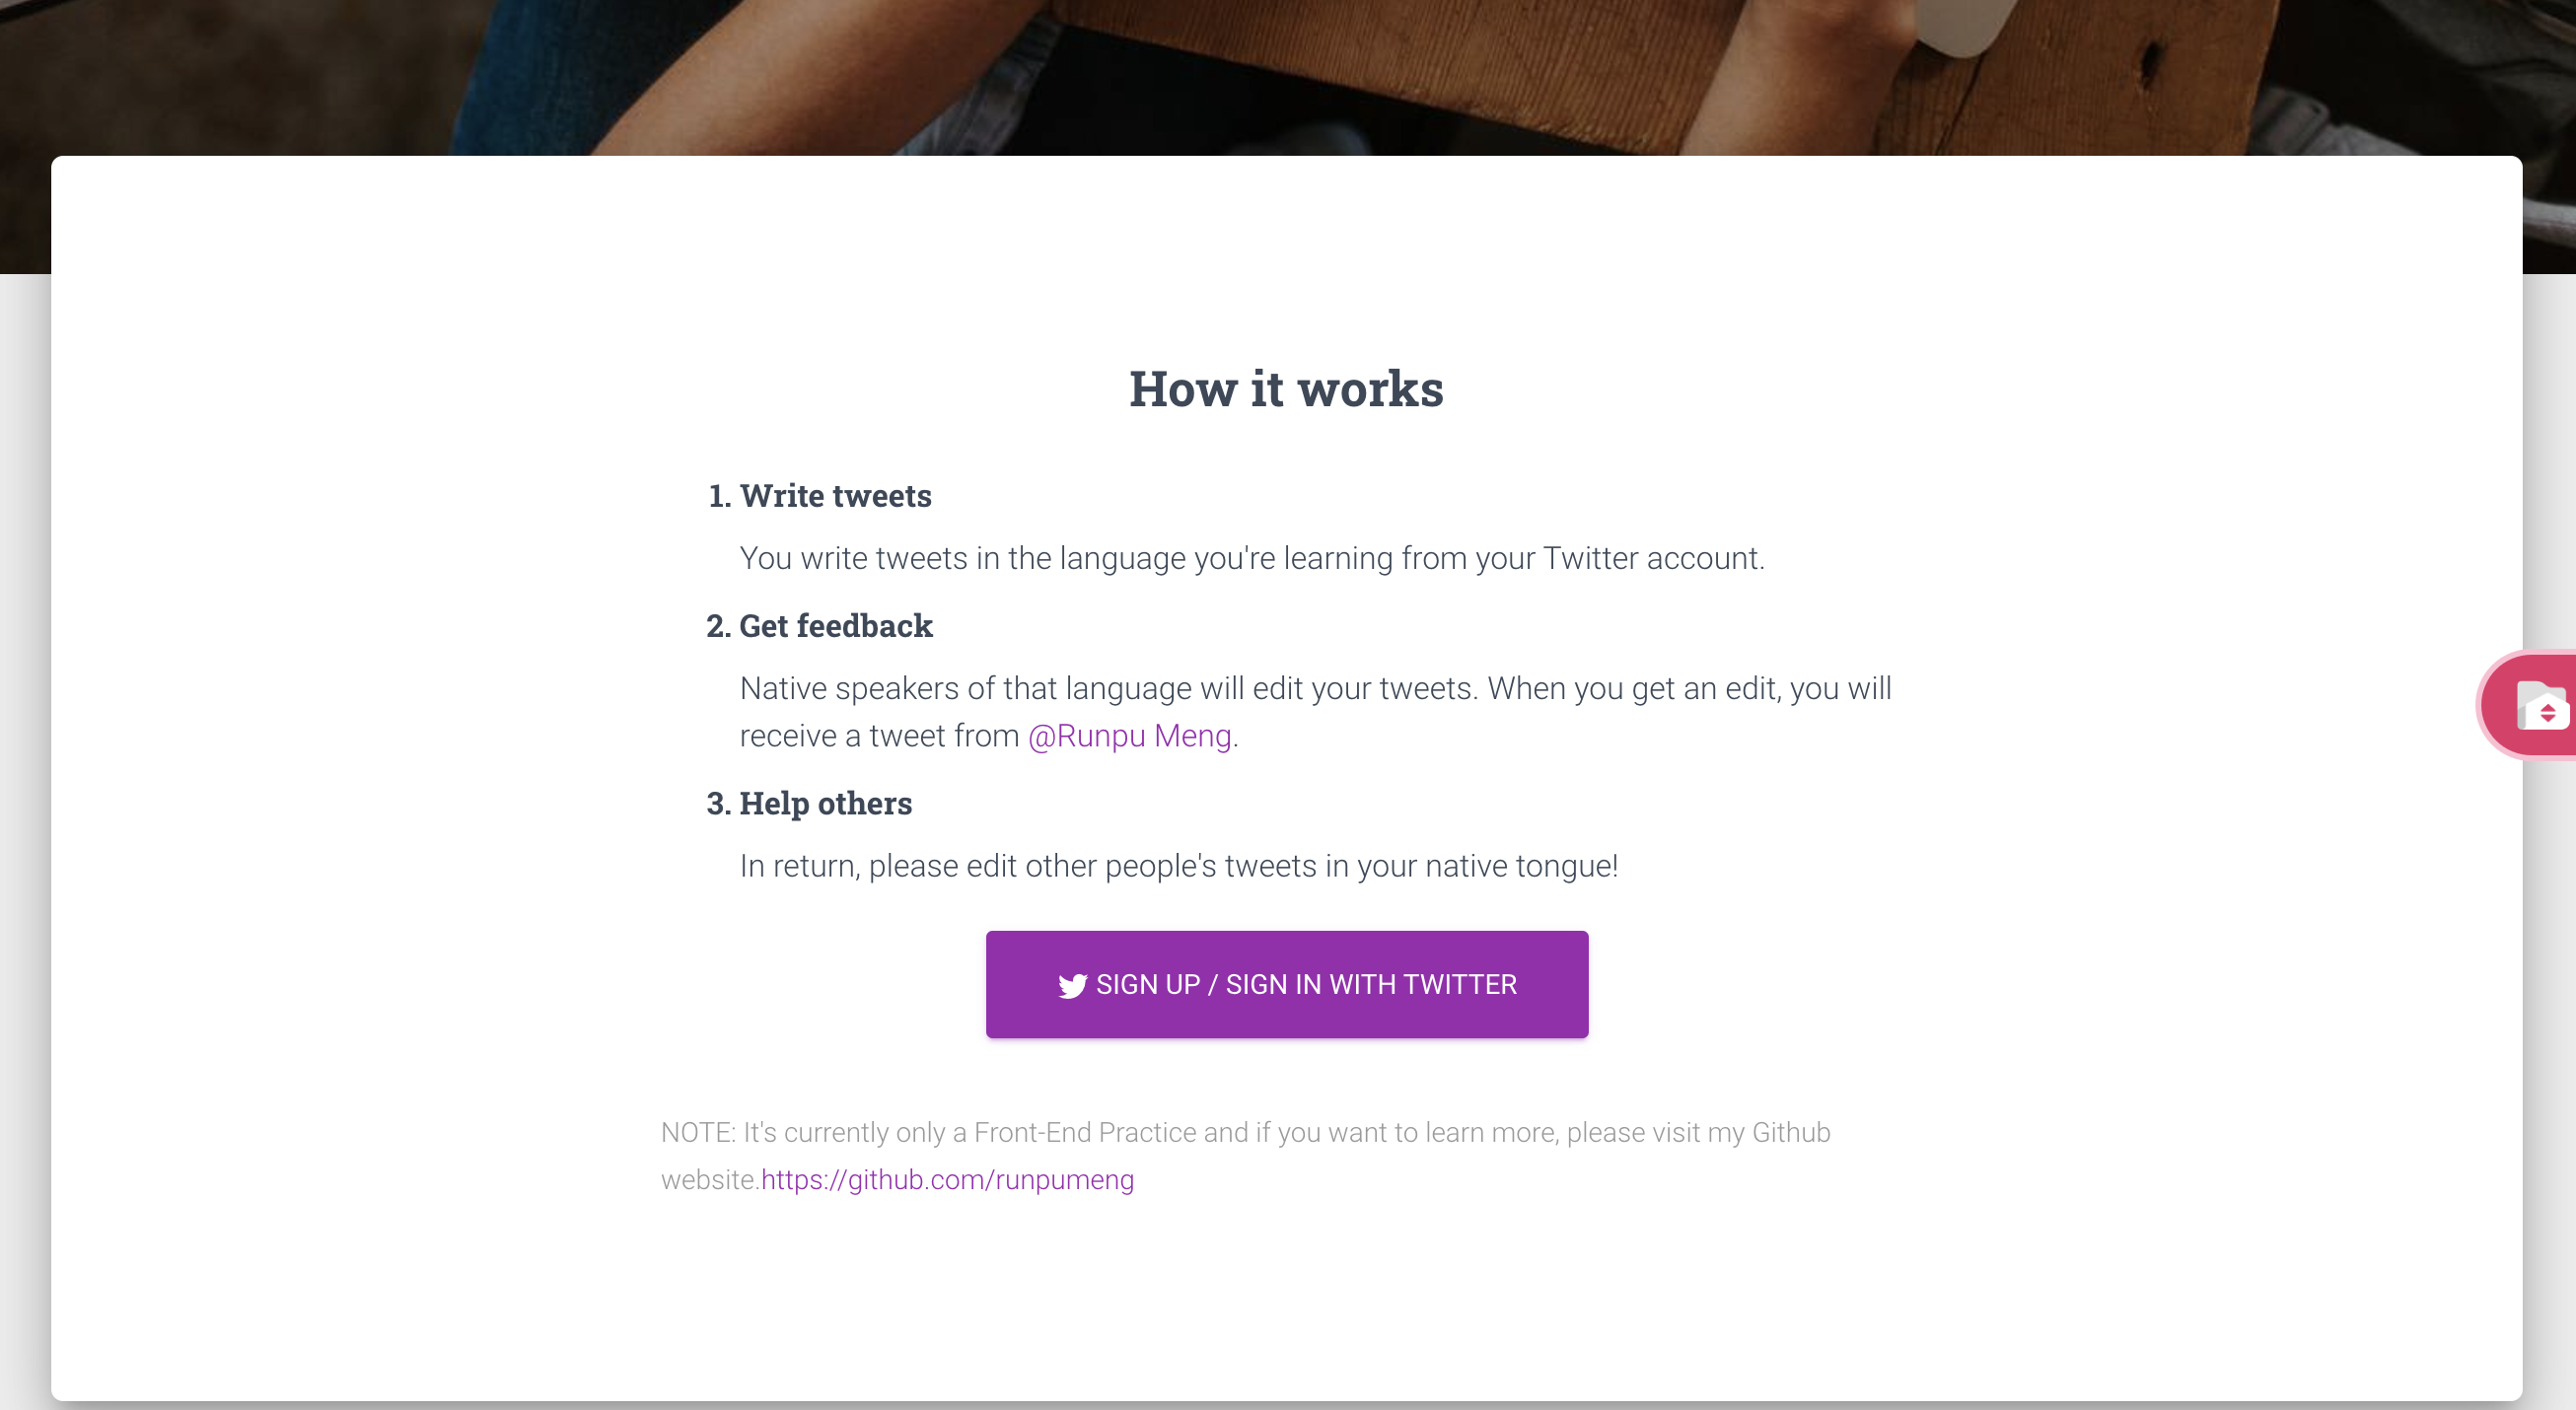 How it works
1. Write tweets
You write tweets in the language you're learning from your Twitter account.
2. Get feedback
Native speakers of that language will edit your tweets. When you get an edit, you will
receive a tweet from @Runpu Meng.
3. Help others
In return, please edit other people's tweets in your native tongue!
SIGN UP / SIGN IN WITH TWITTER
NOTE: It's currently only a Front-End Practice and if you want to learn more, please visit my Github
website.https://github.com/runpumeng